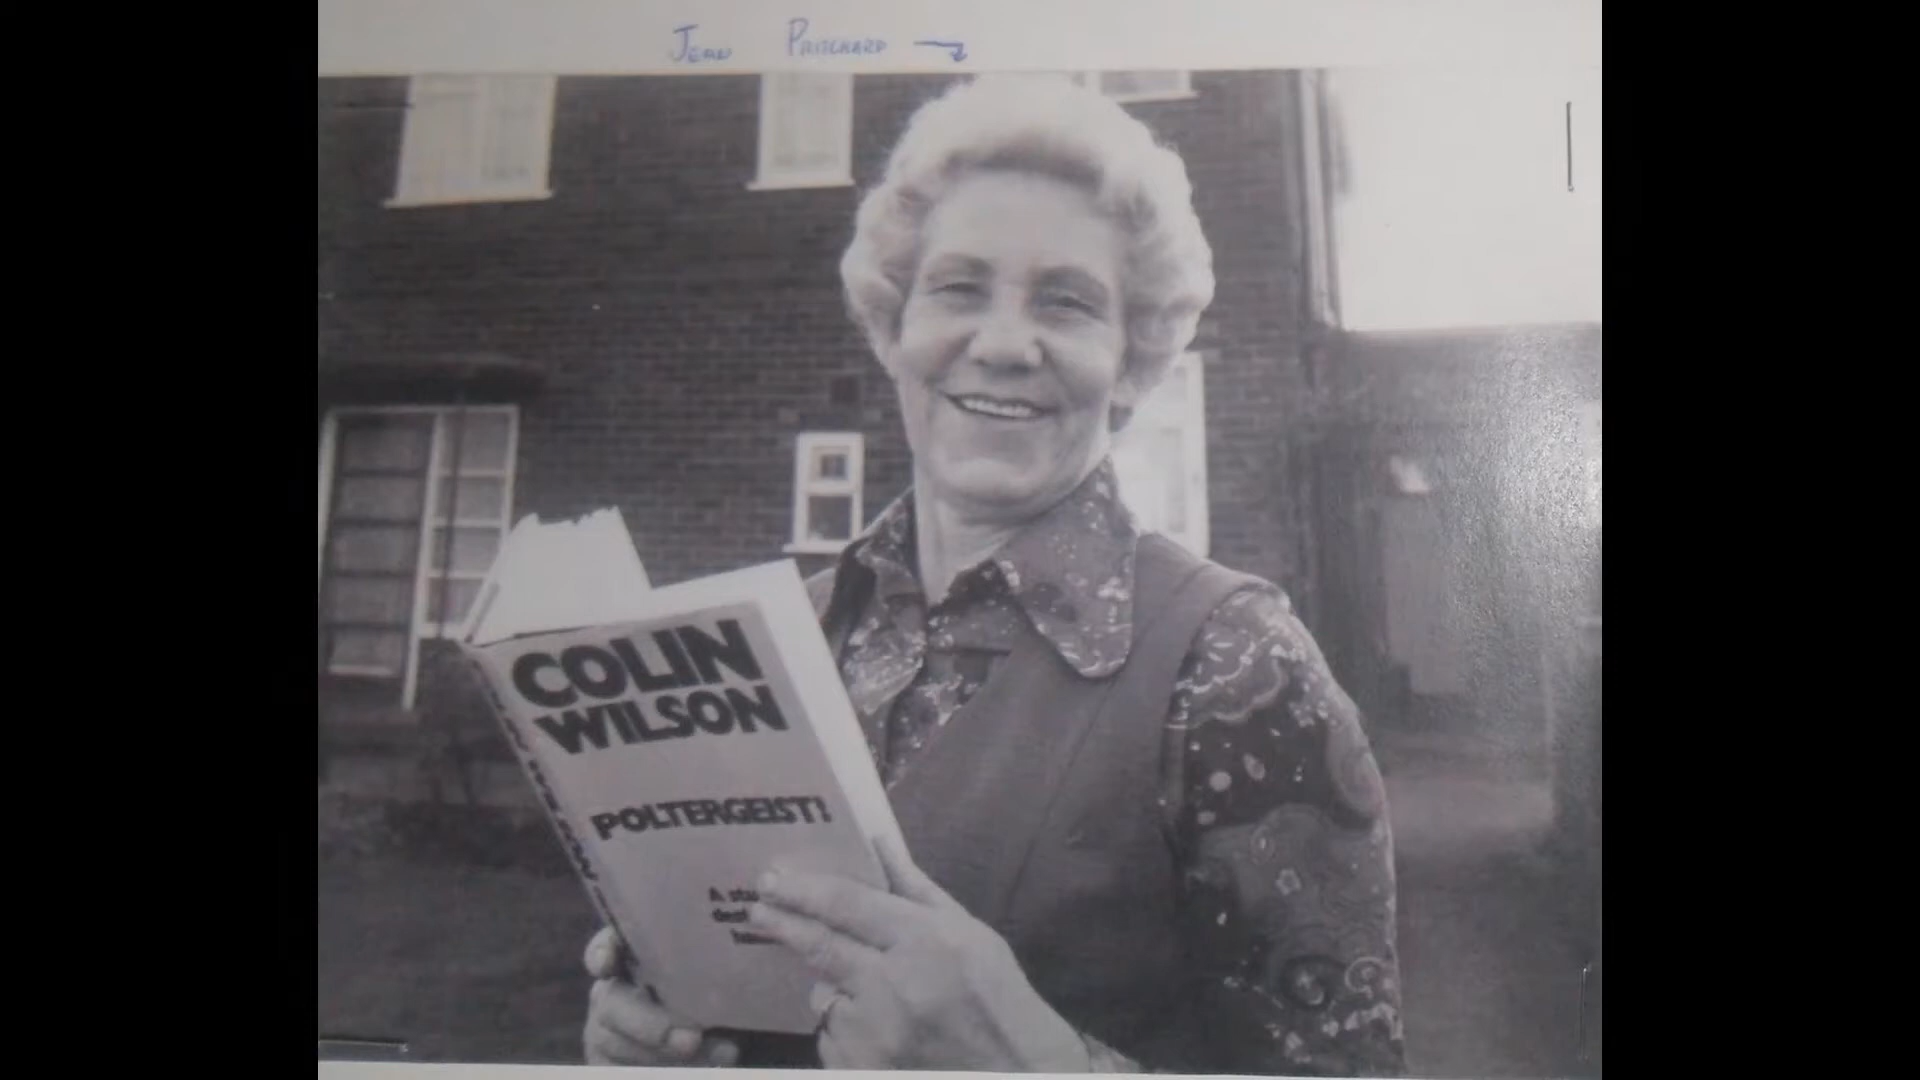 JEAN PRITCHARD →
COLIN
WILSON
POLTERGEIST!
A